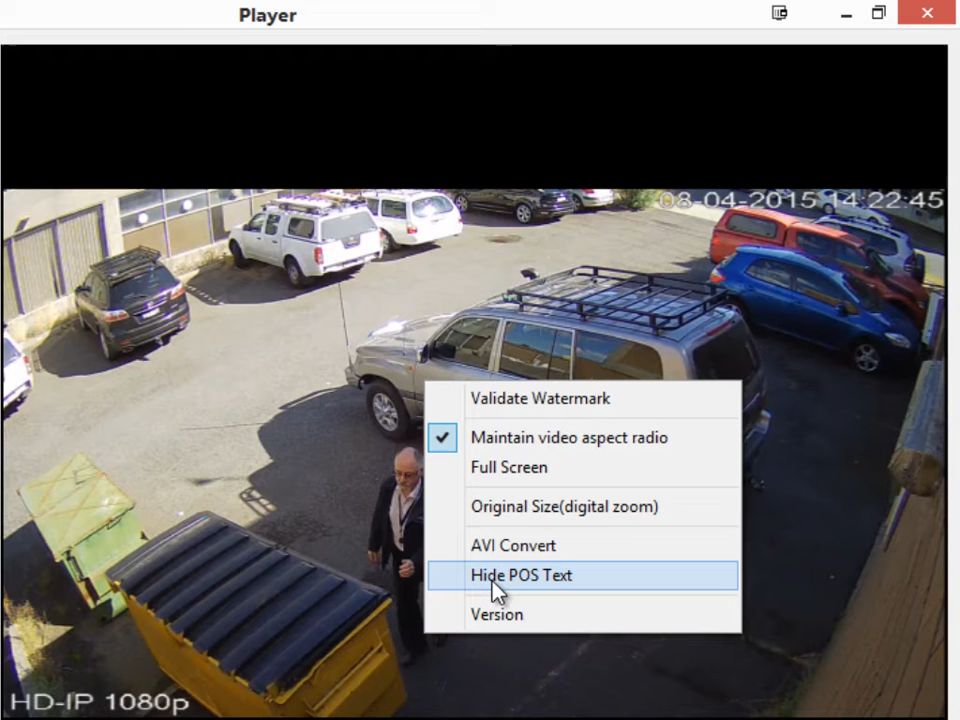 Player
08-04-2015 14:22:45
Validate Watermark
Maintain video aspect radio
Full Screen
Original Size(digital zoom)
AVI Convert
Hide POS Text
Version
HD-IP 1080p